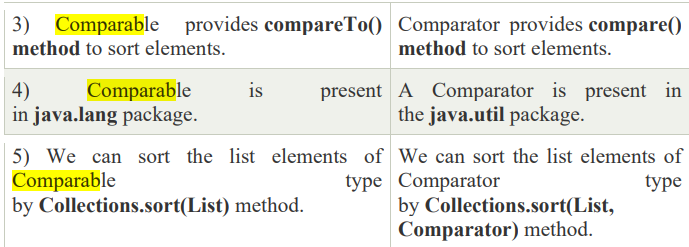 3) Comparable provides compareTo()
method to sort elements.
Comparator provides compare()
method to sort elements.
4) Comparable is present
in java.lang package.
A Comparator is present in
the java.util package.
5) We can sort the list elements of
Comparable type
by Collections.sort(List) method.
We can sort the list elements of
Comparator type
by Collections.sort(List,
Comparator) method.